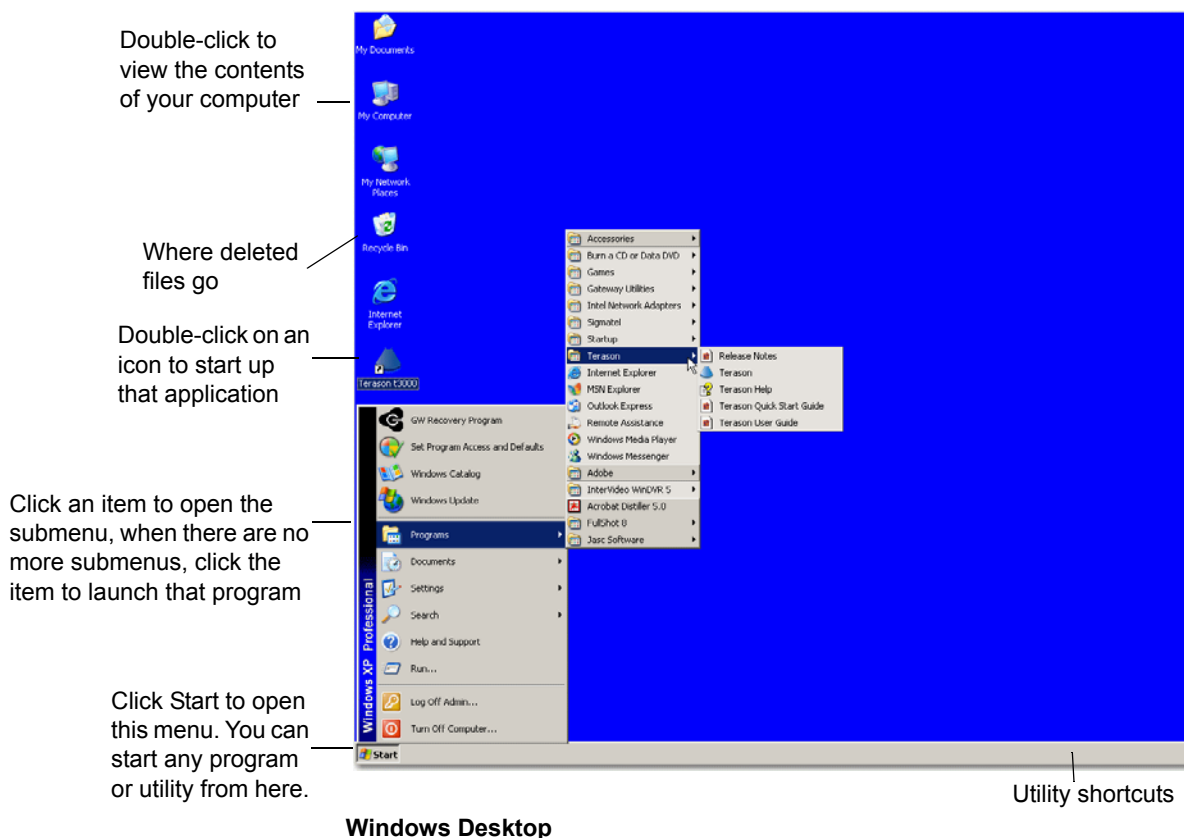 Double-click to
view the contents
of your computer
Where deleted
files go
Double-click on an
icon to start up
that application
Click an item to open the
submenu, when there are no
more submenus, click the
item to launch that program
Click Start to open
this menu. You can
start any program
or utility from here.
My Documents
My Computer
My Network
Places
Recycle Bin
Internet
Explorer
Terason t3000
GW Recovery Program
Set Program Access and Defaults
Windows Catalog
Windows Update
Programs
Documents
Settings
Search
Help and Support
Run...
Log Off Admin...
Turn Off Computer...
Windows XP Professional
Start
Accessories
Burn a CD or Data DVD
Games
Gateway Utilities
Intel Network Adapters
Sigmatel
Startup
Terason
Internet Explorer
MSN Explorer
Outlook Express
Remote Assistance
Windows Media Player
Windows Messenger
Adobe
InterVideo WinDVR 5
Acrobat Distiller 5.0
FullShot 8
Jasc Software
Release Notes
Terason
Terason Help
Terason Quick Start Guide
Terason User Guide
Utility shortcuts
Windows Desktop